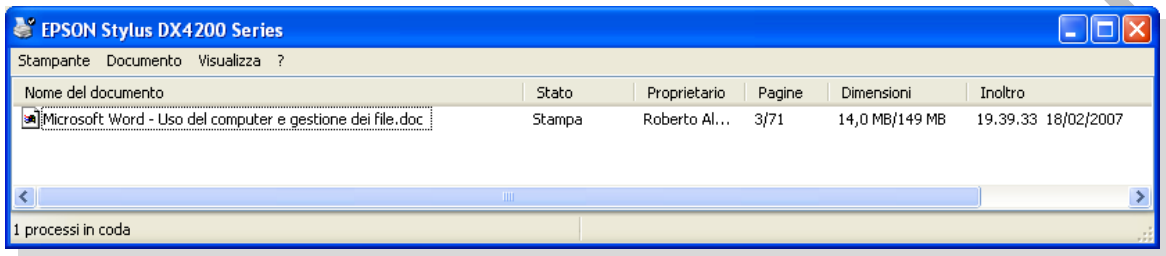 EPSON Stylus DX4200 Series
Stampante Documento Visualizza ?
Nome del documento Stato Proprietario Pagine Dimensioni Inoltro
Microsoft Word - Uso del computer e gestione dei file.doc Stampa Roberto Al... 3/71 14,0 MB/149 MB 19.39.33 18/02/2007
1 processi in coda